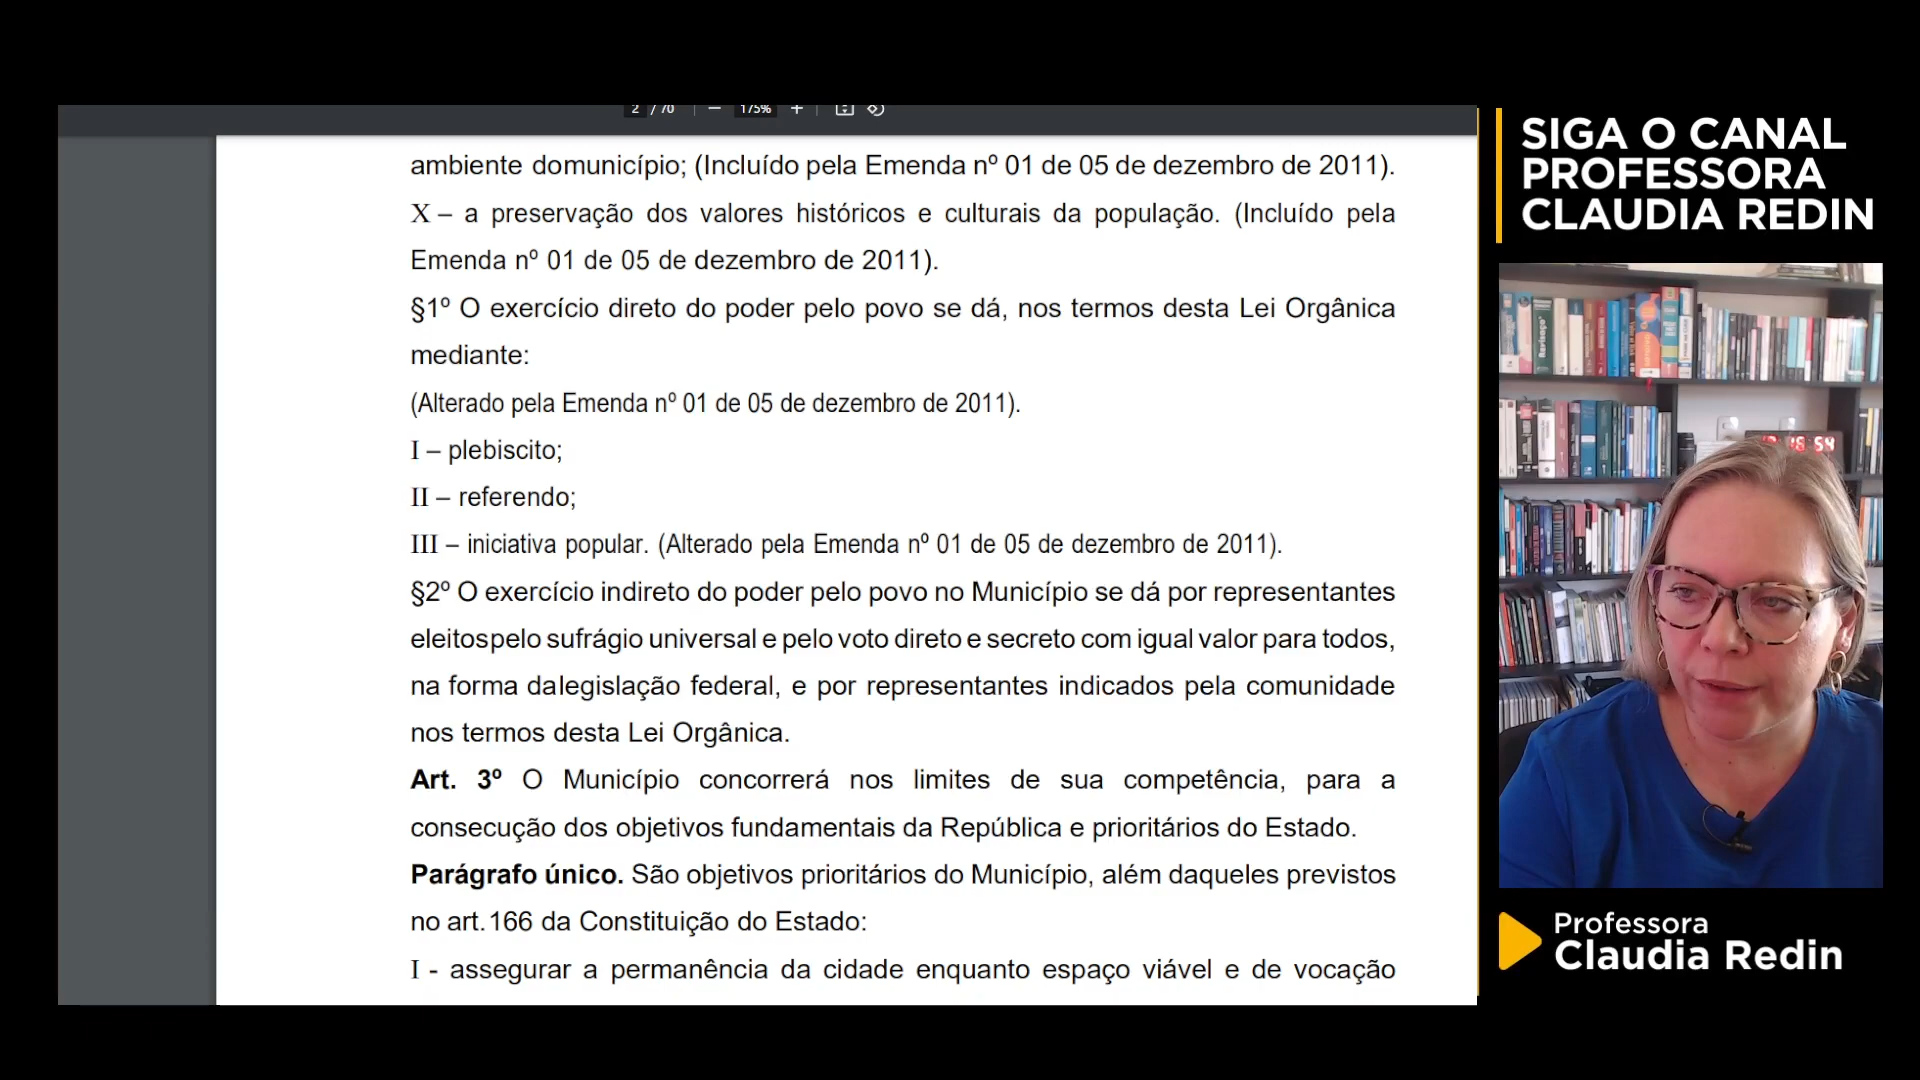 2 / 70 — 175% +
ambiente domunicípio; (Incluído pela Emenda nº 01 de 05 de dezembro de 2011).
X – a preservação dos valores históricos e culturais da população. (Incluído pela
Emenda nº 01 de 05 de dezembro de 2011).
§1º O exercício direto do poder pelo povo se dá, nos termos desta Lei Orgânica
mediante:
(Alterado pela Emenda nº 01 de 05 de dezembro de 2011).
I – plebiscito;
II – referendo;
III – iniciativa popular. (Alterado pela Emenda nº 01 de 05 de dezembro de 2011).
§2º O exercício indireto do poder pelo povo no Município se dá por representantes
eleitospelo sufrágio universal e pelo voto direto e secreto com igual valor para todos,
na forma dalegislação federal, e por representantes indicados pela comunidade
nos termos desta Lei Orgânica.
Art. 3º O Município concorrerá nos limites de sua competência, para a
consecução dos objetivos fundamentais da República e prioritários do Estado.
Parágrafo único. São objetivos prioritários do Município, além daqueles previstos
no art.166 da Constituição do Estado:
I - assegurar a permanência da cidade enquanto espaço viável e de vocação
SIGA O CANAL
PROFESSORA
CLAUDIA REDIN
Revisaço
16:54
Professora
Claudia Redin